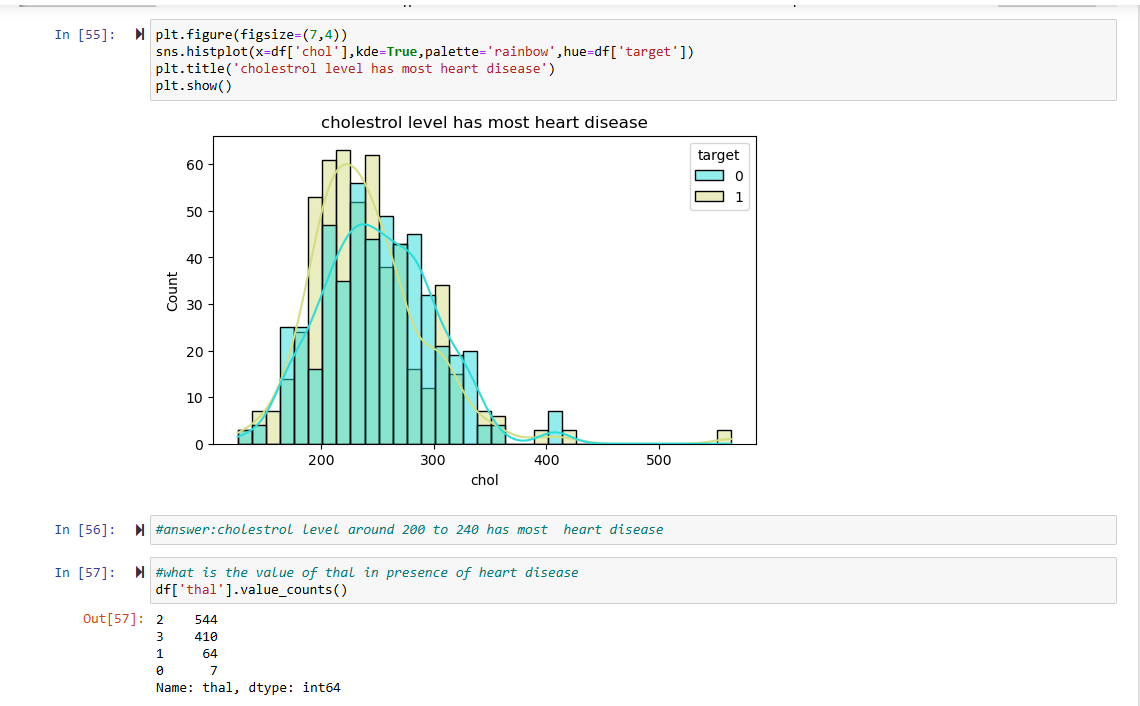 In [55]:
plt.figure(figsize=(7,4))
sns.histplot(x=df['chol'],kde=True,palette='rainbow',hue=df['target'])
plt.title('cholestrol level has most heart disease')
plt.show()
cholestrol level has most heart disease
target
0
1
60
50
40
30
20
10
0
Count
200 300 400 500
chol
In [56]:
#answer:cholestrol level around 200 to 240 has most  heart disease
In [57]:
#what is the value of thal in presence of heart disease
df['thal'].value_counts()
Out[57]:
2    544
3    410
1     64
0      7
Name: thal, dtype: int64